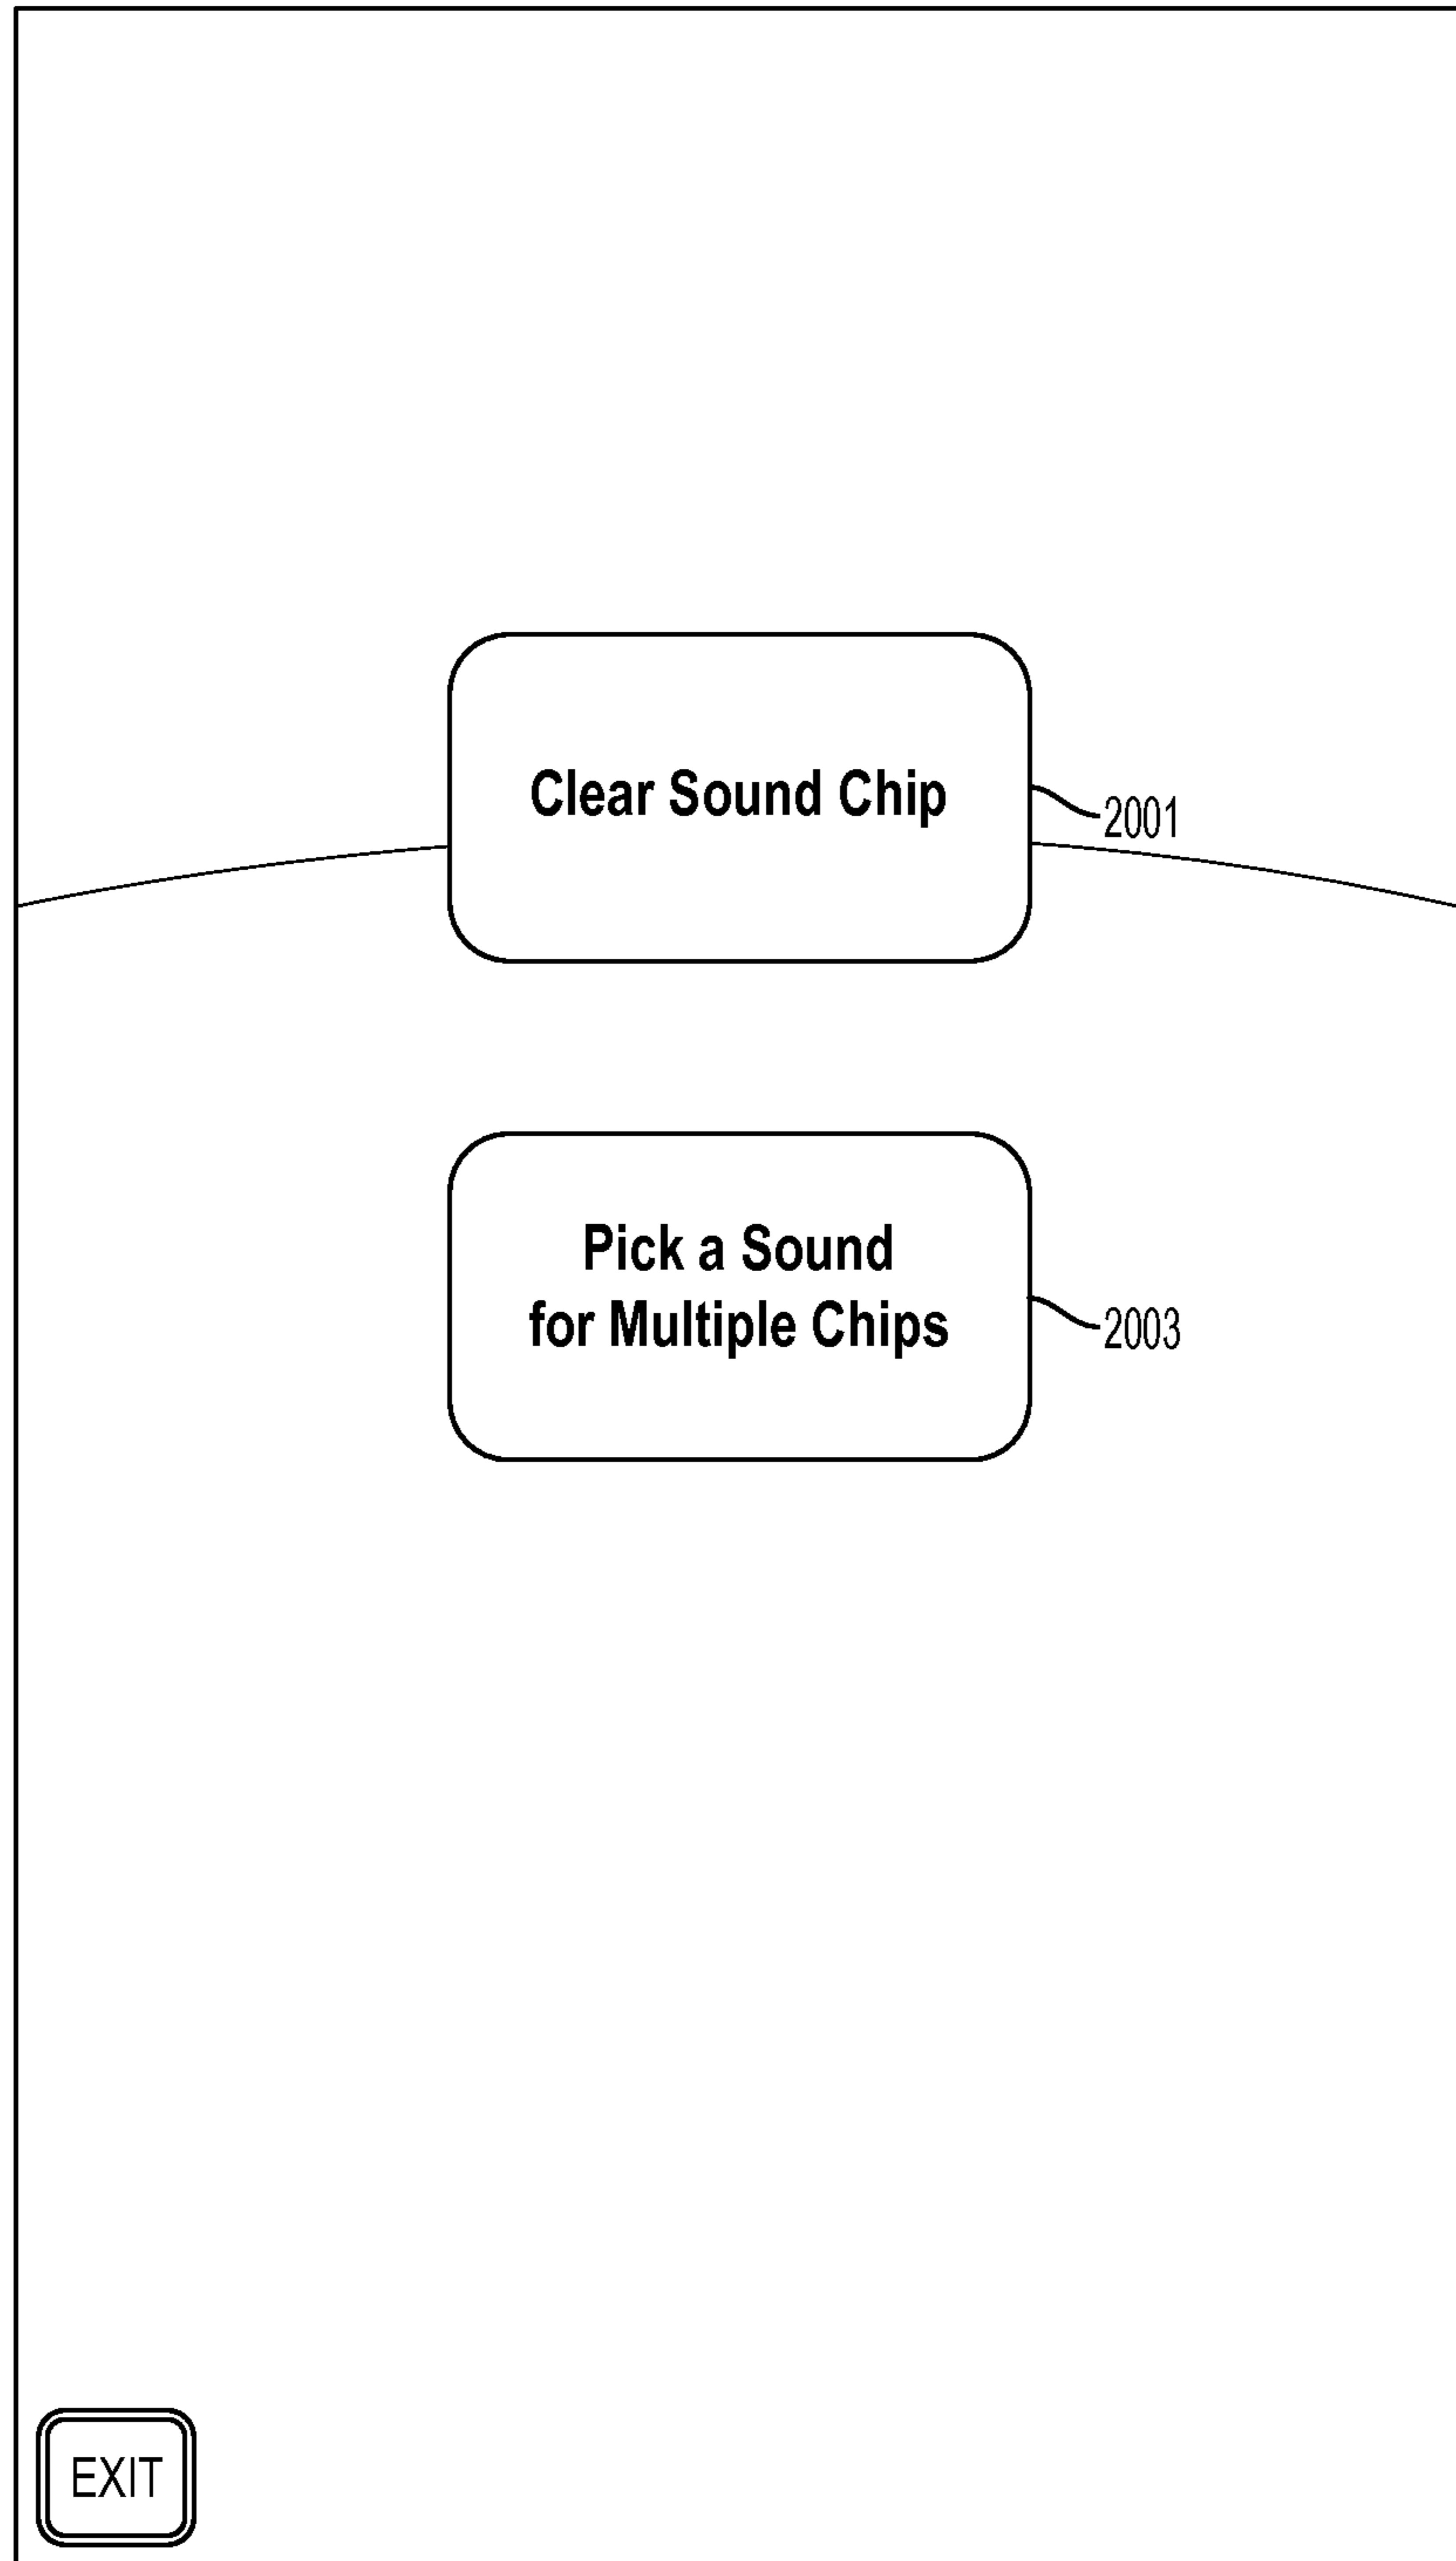 Clear Sound Chip
2001
Pick a Sound
for Multiple Chips
2003
EXIT